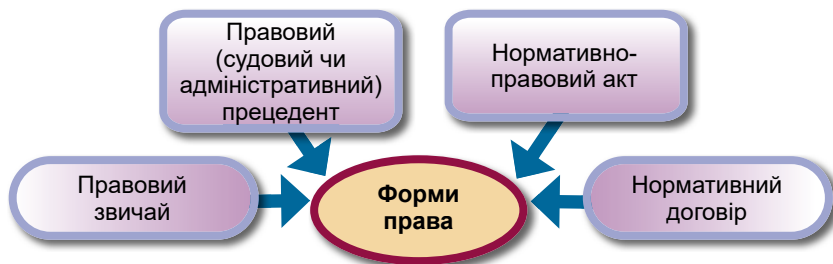 Правовий
(судовий чи
адміністративний)
прецедент
Нормативно-
правовий акт
Правовий
звичай
Форми
права
Нормативний
договір